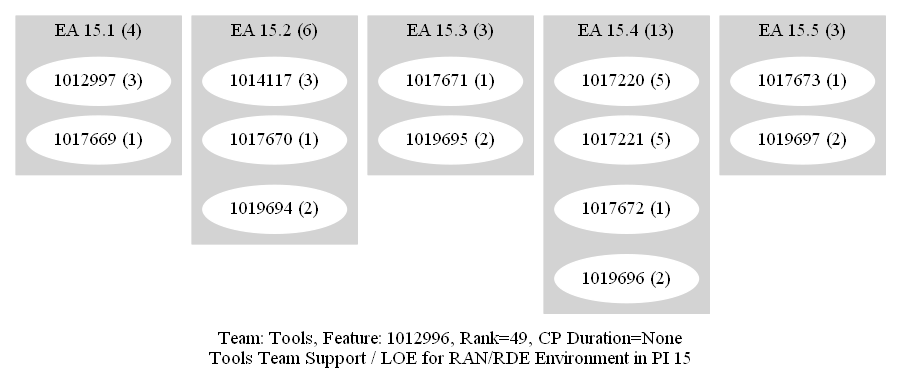 EA 15.1 (4)
1012997 (3)
1017669 (1)
EA 15.2 (6)
1014117 (3)
1017670 (1)
1019694 (2)
EA 15.3 (3)
1017671 (1)
1019695 (2)
EA 15.4 (13)
1017220 (5)
1017221 (5)
1017672 (1)
1019696 (2)
EA 15.5 (3)
1017673 (1)
1019697 (2)
Team: Tools, Feature: 1012996, Rank=49, CP Duration=None
Tools Team Support / LOE for RAN/RDE Environment in PI 15